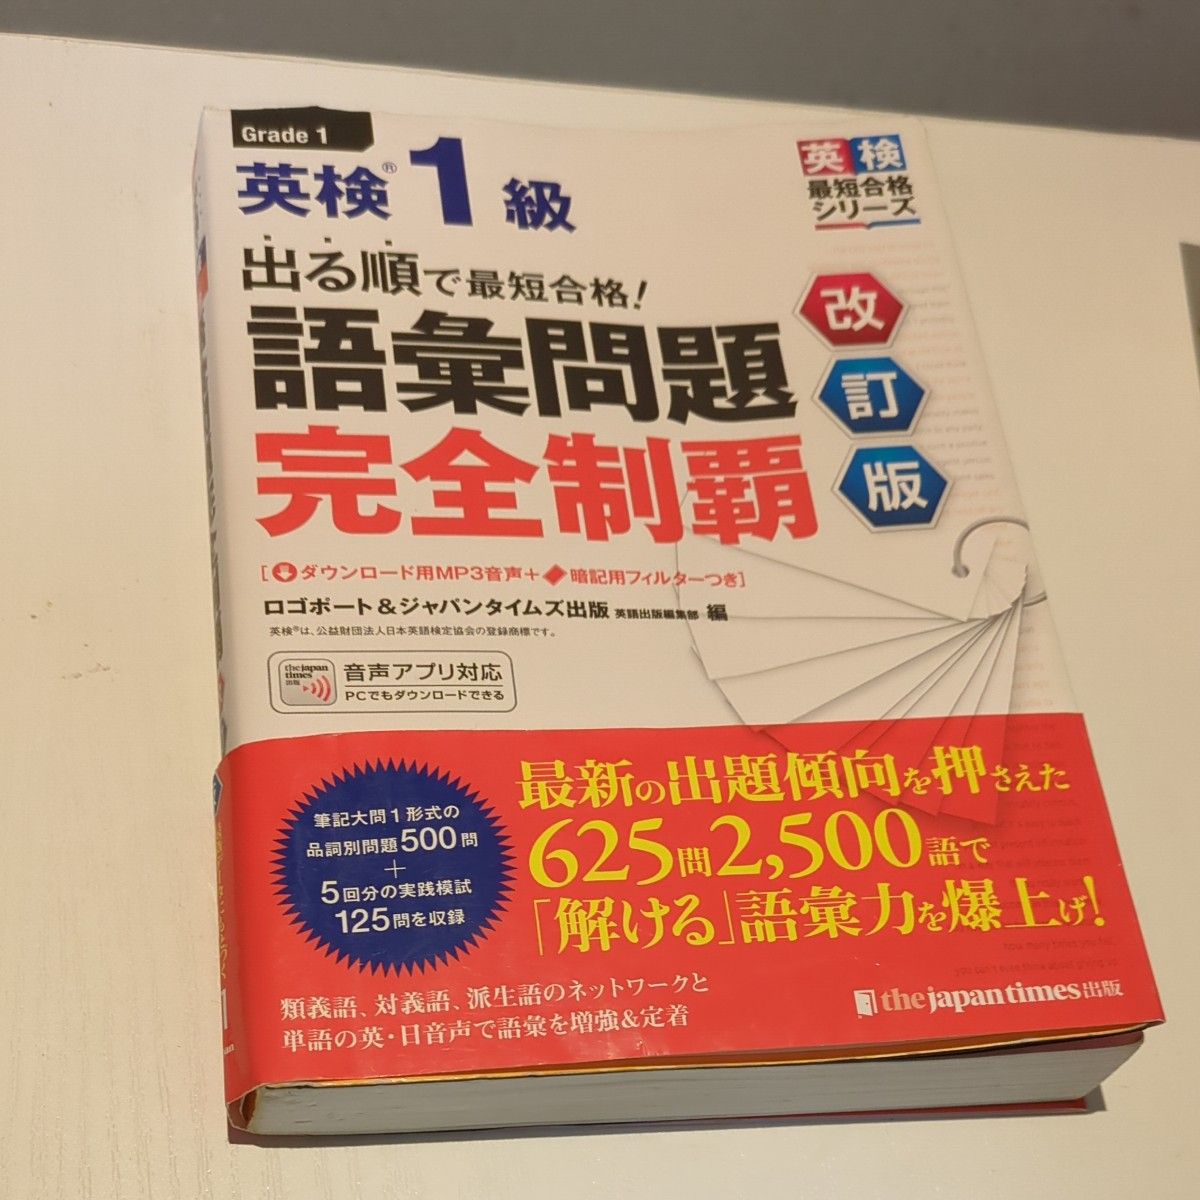 Grade 1
英検® 1 級
英検
最短合格
シリーズ
出る順で最短合格!
語彙問題
完全制覇
改
訂
版
[ダウンロード用MP3音声+暗記用フィルターつき]
ロゴポート&ジャパンタイムズ出版 英語出版編集部 編
英検®は、公益財団法人日本英語検定協会の登録商標です。
the japan
times
出版
音声アプリ対応
PCでもダウンロードできる
筆記大問1形式の
品詞別問題500問
+
5回分の実践模試
125問を収録
最新の出題傾向を押さえた
625問2,500語で
「解ける」語彙力を爆上げ!
類義語、対義語、派生語のネットワークと
単語の英・日音声で語彙を増強&定着
the japan times 出版